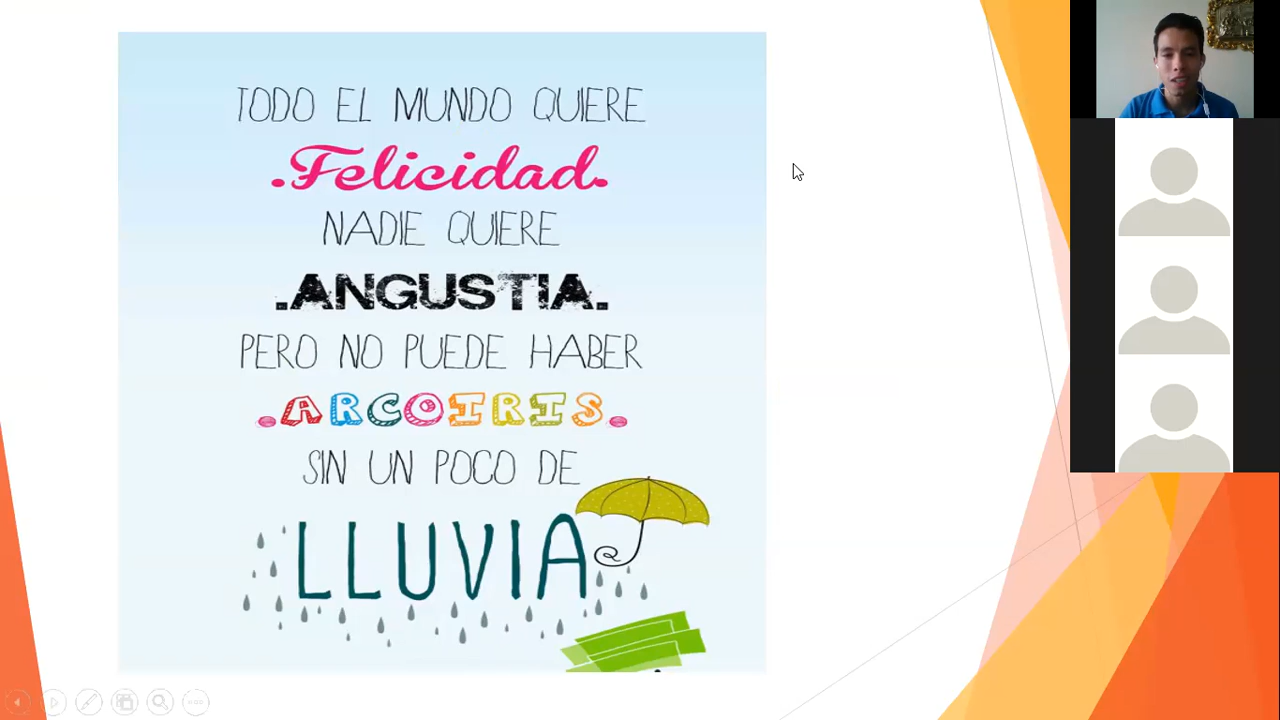 TODO EL MUNDO QUIERE
.Felicidad.
NADIE QUIERE
.ANGUSTIA.
PERO NO PUEDE HABER
.ARCOIRIS.
SIN UN POCO DE
LLUVIA